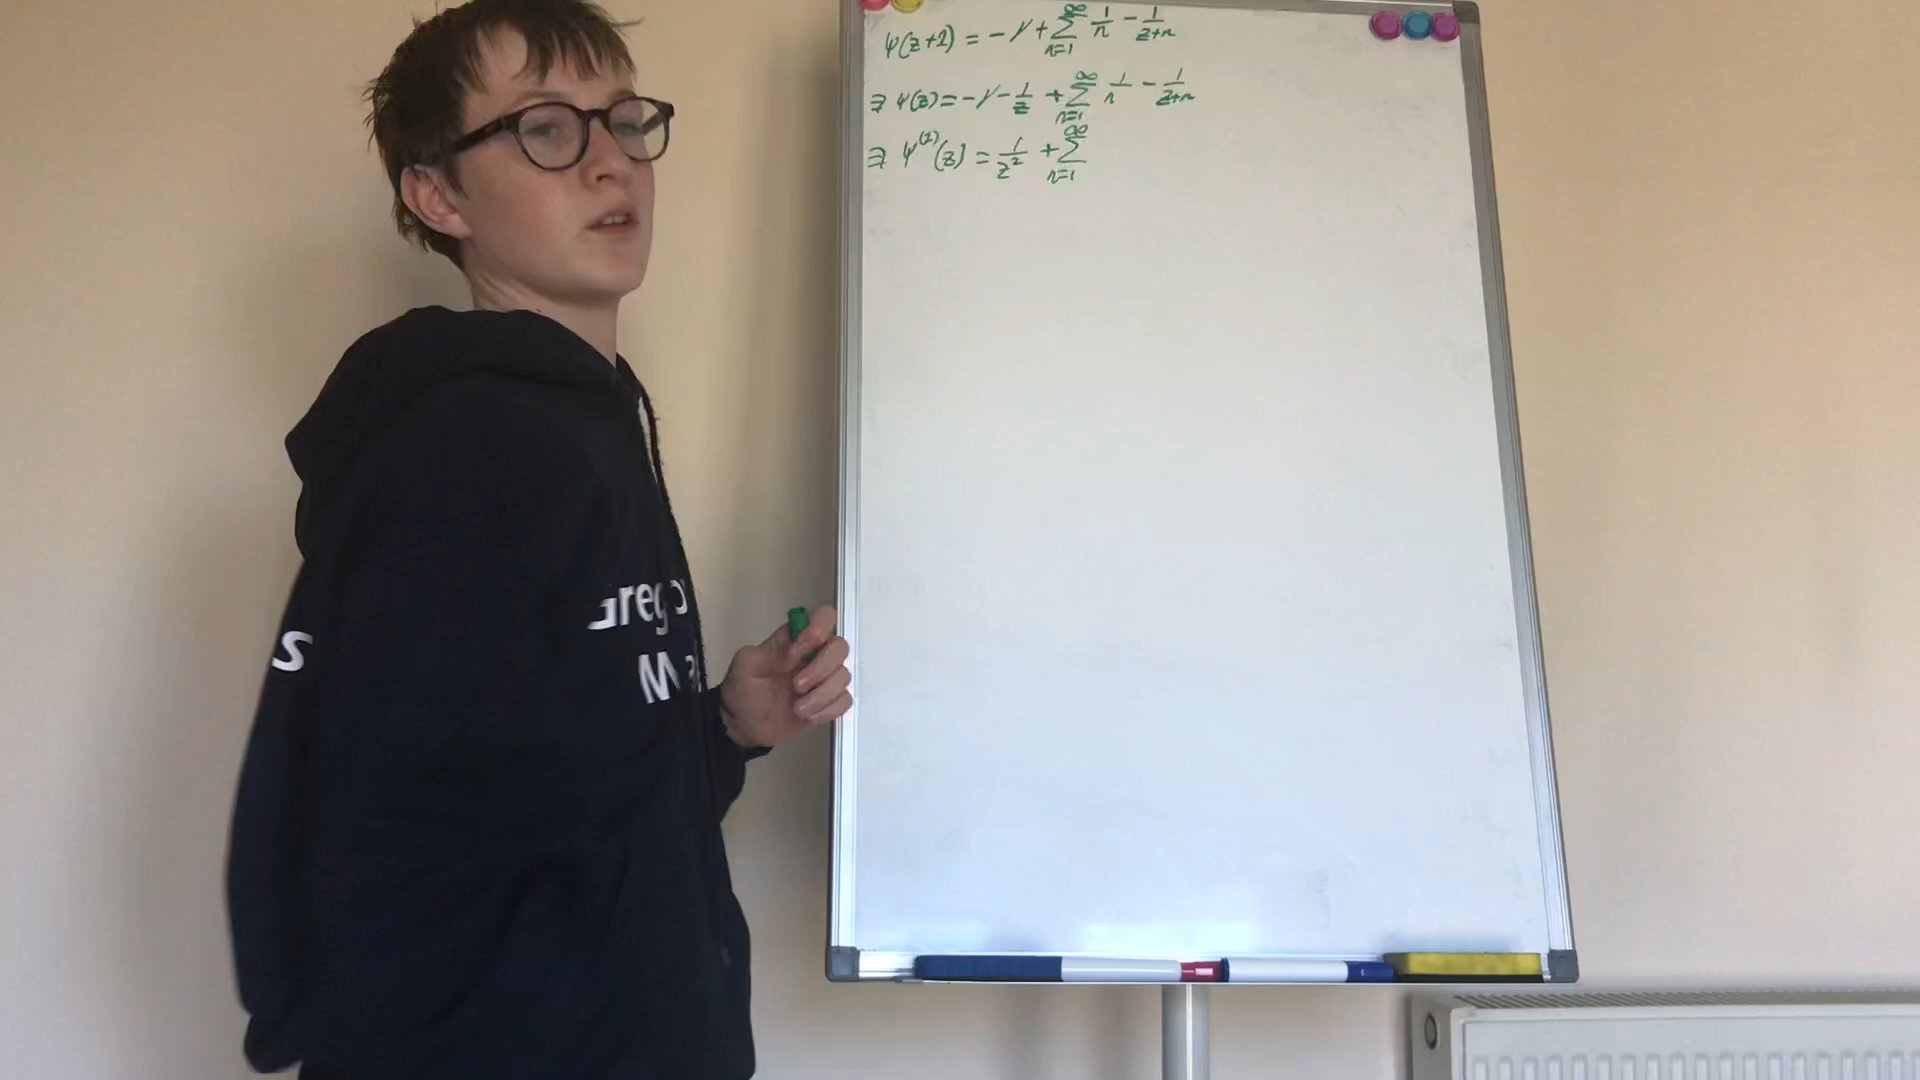 ψ(z+1) = -γ + ∑_{n=1}^{∞} 1/n - 1/(z+n)
⇒ ψ(z) = -γ - 1/z + ∑_{n=1}^{∞} 1/n - 1/(z+n)
⇒ ψ^{(1)}(z) = 1/z² + ∑_{n=1}^{∞}
s